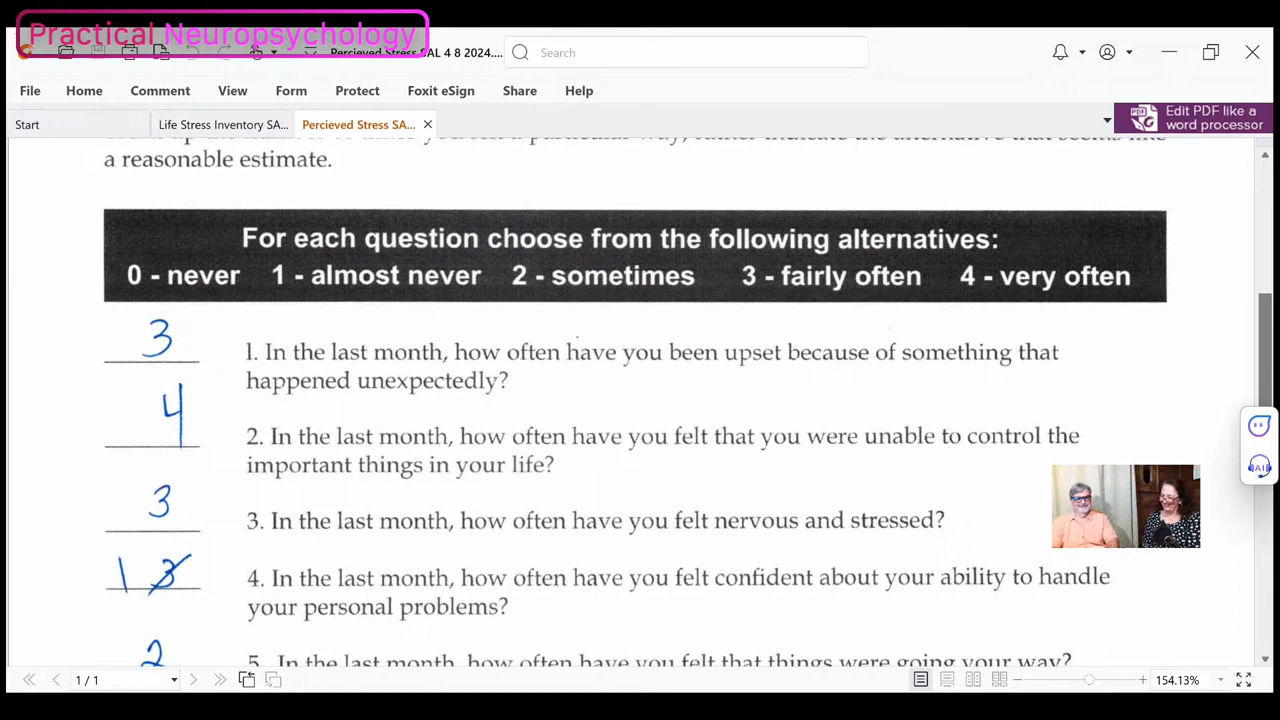 Practical Neuropsychology
Percieved Stress SAL 4 8 2024....
Search
File Home Comment View Form Protect Foxit eSign Share Help
Start Life Stress Inventory SA... Percieved Stress SA...
Edit PDF like a
word processor
a reasonable estimate.
For each question choose from the following alternatives:
0 - never 1 - almost never 2 - sometimes 3 - fairly often 4 - very often
3
l. In the last month, how often have you been upset because of something that
happened unexpectedly?
4
2. In the last month, how often have you felt that you were unable to control the
important things in your life?
3
3. In the last month, how often have you felt nervous and stressed?
1 3
4. In the last month, how often have you felt confident about your ability to handle
your personal problems?
2
5. In the last month, how often have you felt that things were going your way?
AI
1 / 1
154.13%